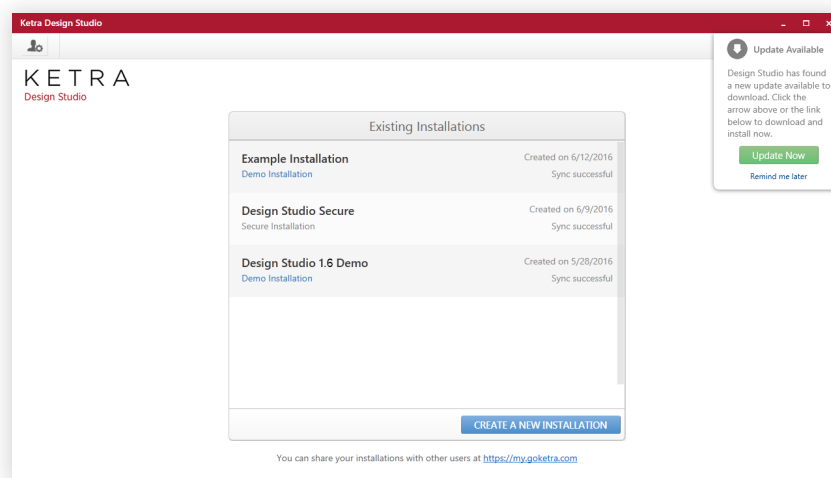 Ketra Design Studio
KETRA
Design Studio
Update Available
Design Studio has found
a new update available to
download. Click the
arrow above or the link
below to download and
install now.
Update Now
Remind me later
Existing Installations
Example Installation
Created on 6/12/2016
Demo Installation
Sync successful
Design Studio Secure
Created on 6/9/2016
Secure Installation
Sync successful
Design Studio 1.6 Demo
Created on 5/28/2016
Demo Installation
Sync successful
CREATE A NEW INSTALLATION
You can share your installations with other users at https://my.goketra.com